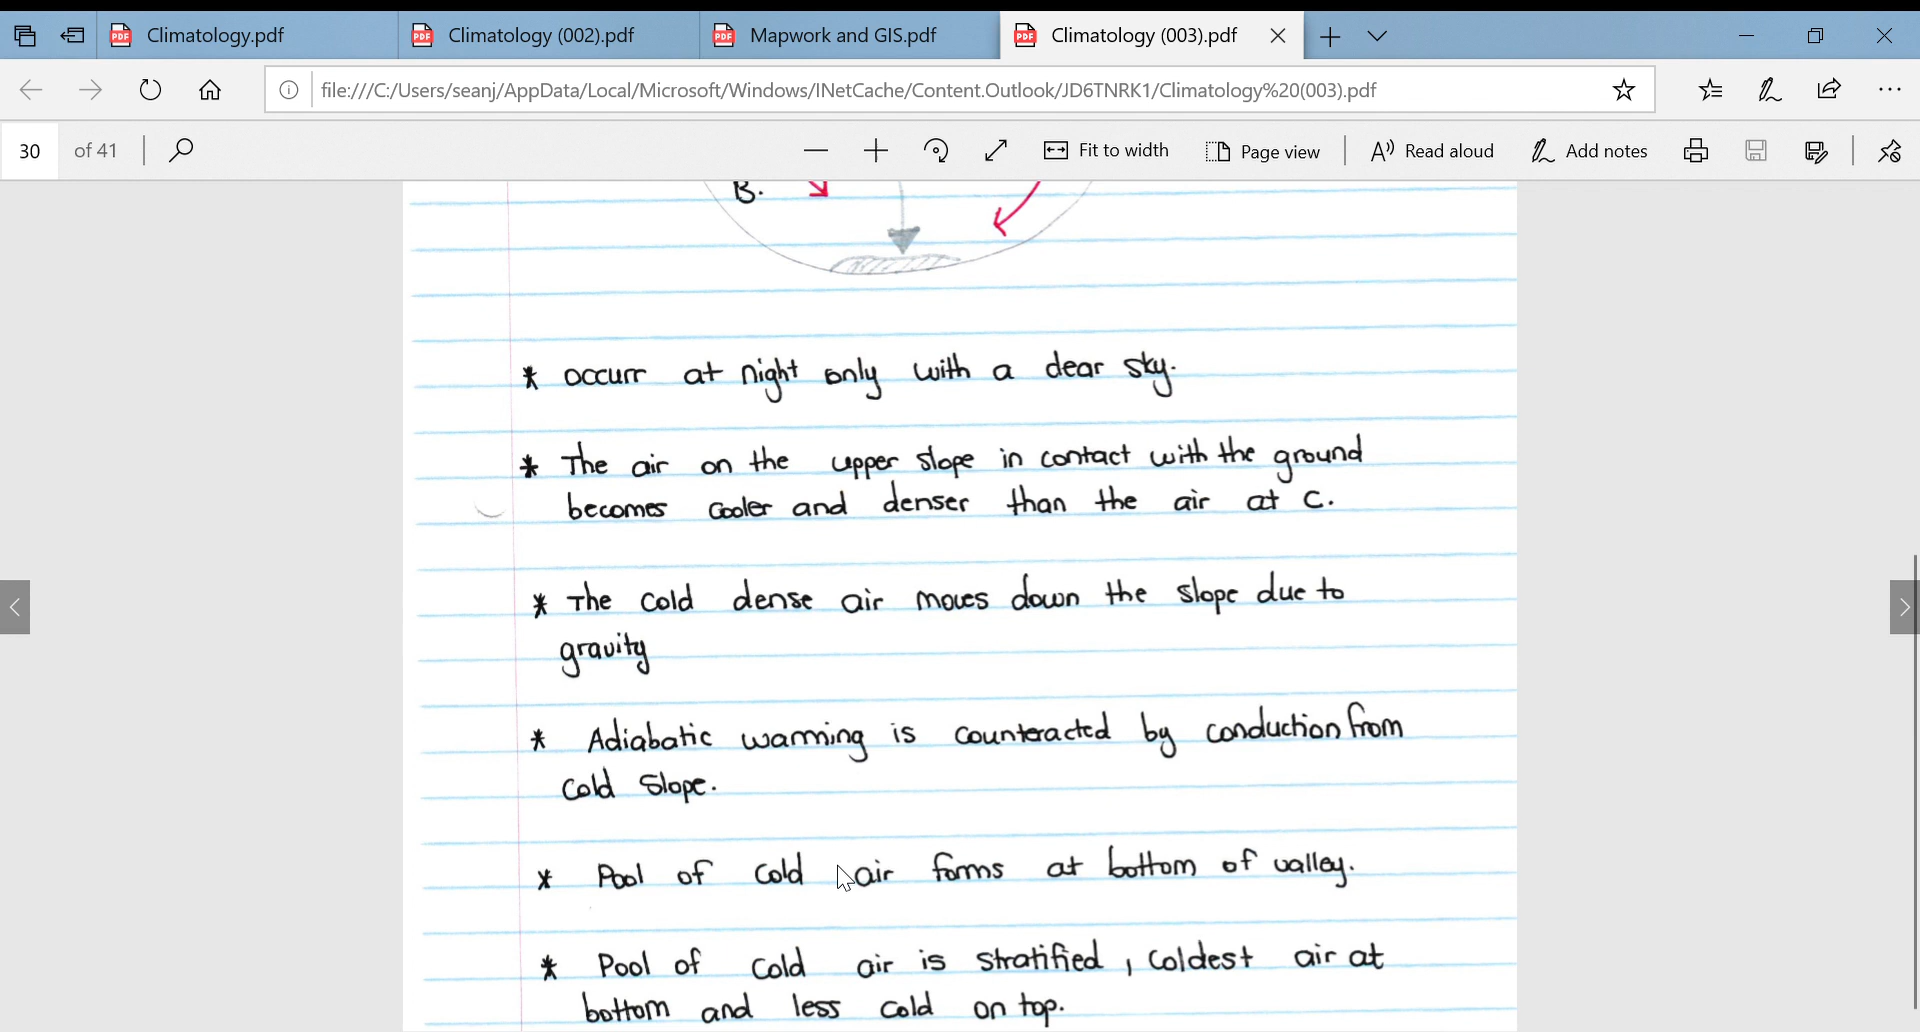 Climatology.pdf
Climatology (002).pdf
Mapwork and GIS.pdf
Climatology (003).pdf
file:///C:/Users/seanj/AppData/Local/Microsoft/Windows/INetCache/Content.Outlook/JD6TNRK1/Climatology%20(003).pdf
30 of 41
Fit to width
Page view
Read aloud
Add notes
B.
* occurr at night only with a clear sky.
* The air on the upper slope in contact with the ground
becomes cooler and denser than the air at C.
* The cold dense air moves down the slope due to
gravity
* Adiabatic warming is counteracted by conduction from
cold slope.
* Pool of cold air forms at bottom of valley.
* Pool of cold air is stratified, coldest air at
bottom and less cold on top.